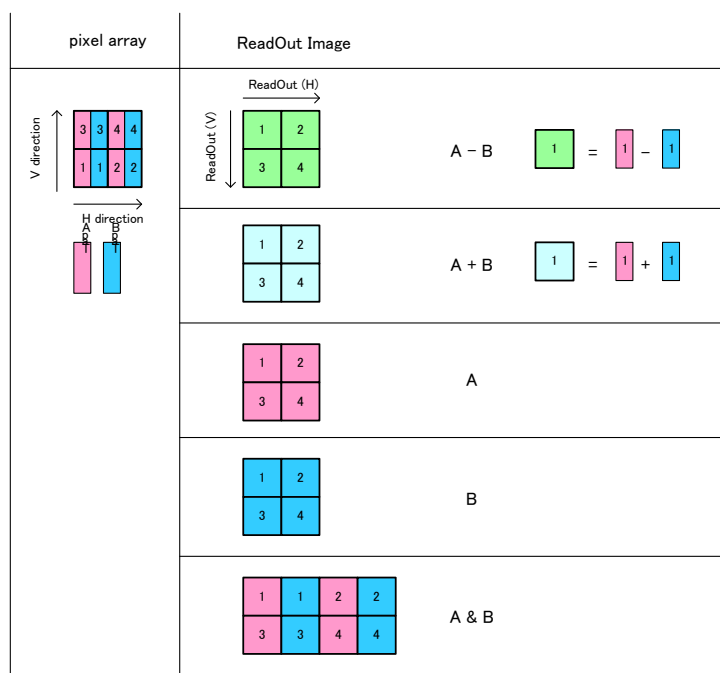 pixel array
ReadOut Image
ReadOut (H)
ReadOut (V)
V direction
3 3 4 4
1 1 2 2
H direction
1 2
3 4
A − B
1 = 1 − 1
1 2
3 4
A + B
1 = 1 + 1
1 2
3 4
A
1 2
3 4
B
1 1 2 2
3 3 4 4
A & B